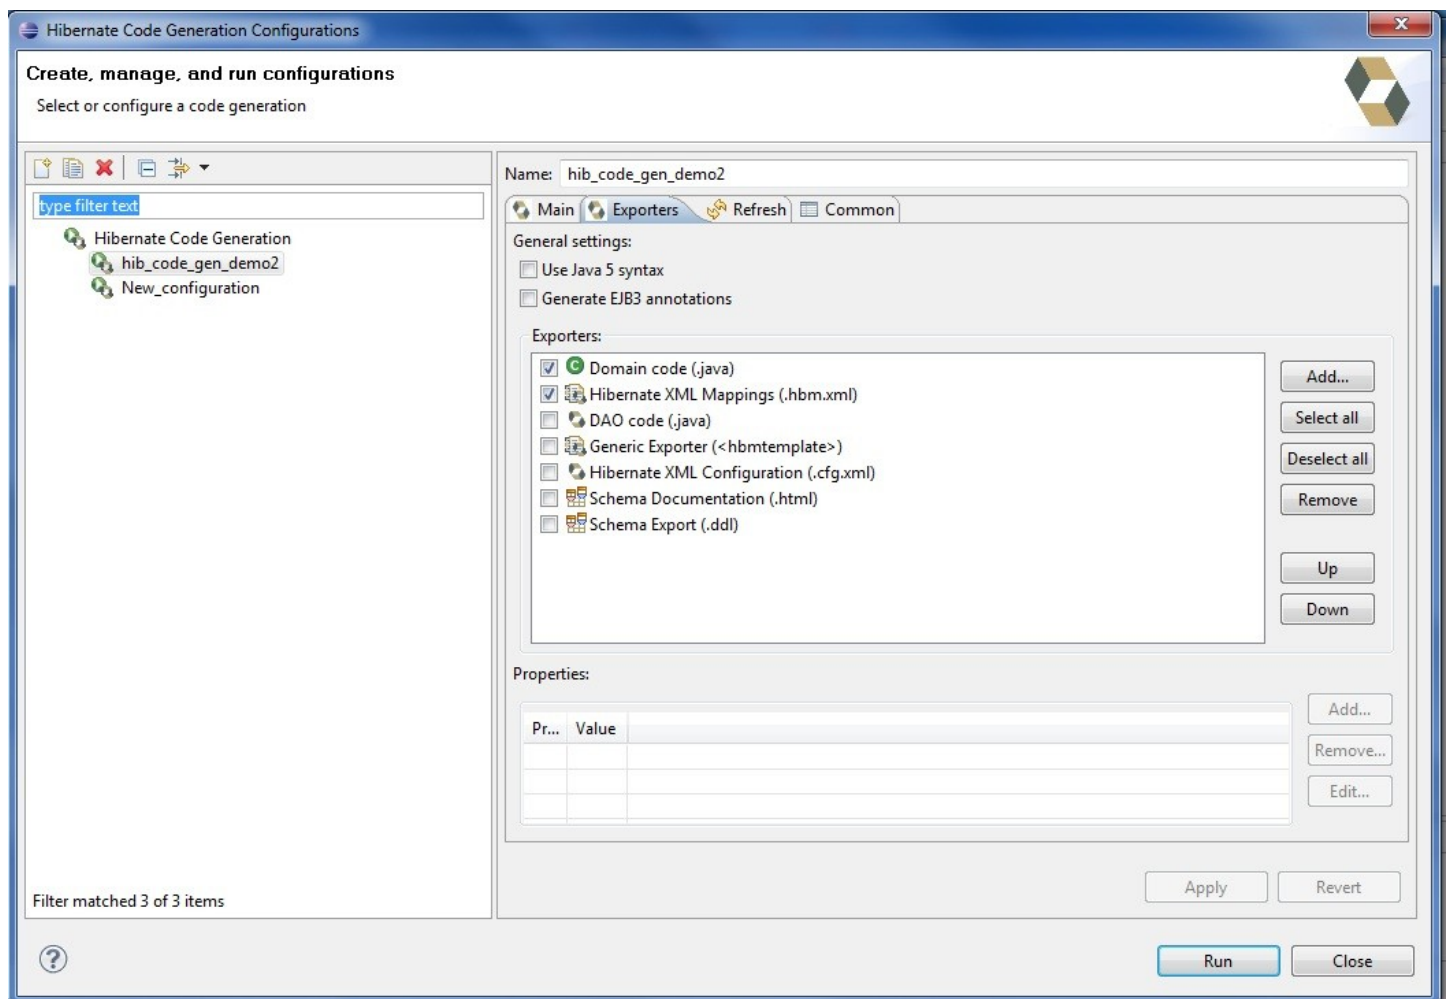 Hibernate Code Generation Configurations
Create, manage, and run configurations
Select or configure a code generation
type filter text
Hibernate Code Generation
hib_code_gen_demo2
New_configuration
Filter matched 3 of 3 items
Name: hib_code_gen_demo2
Main Exporters Refresh Common
General settings:
Use Java 5 syntax
Generate EJB3 annotations
Exporters:
Domain code (.java)
Hibernate XML Mappings (.hbm.xml)
DAO code (.java)
Generic Exporter (<hbmtemplate>)
Hibernate XML Configuration (.cfg.xml)
Schema Documentation (.html)
Schema Export (.ddl)
Add...
Select all
Deselect all
Remove
Up
Down
Properties:
Pr... Value
Add...
Remove...
Edit...
Apply Revert
Run Close